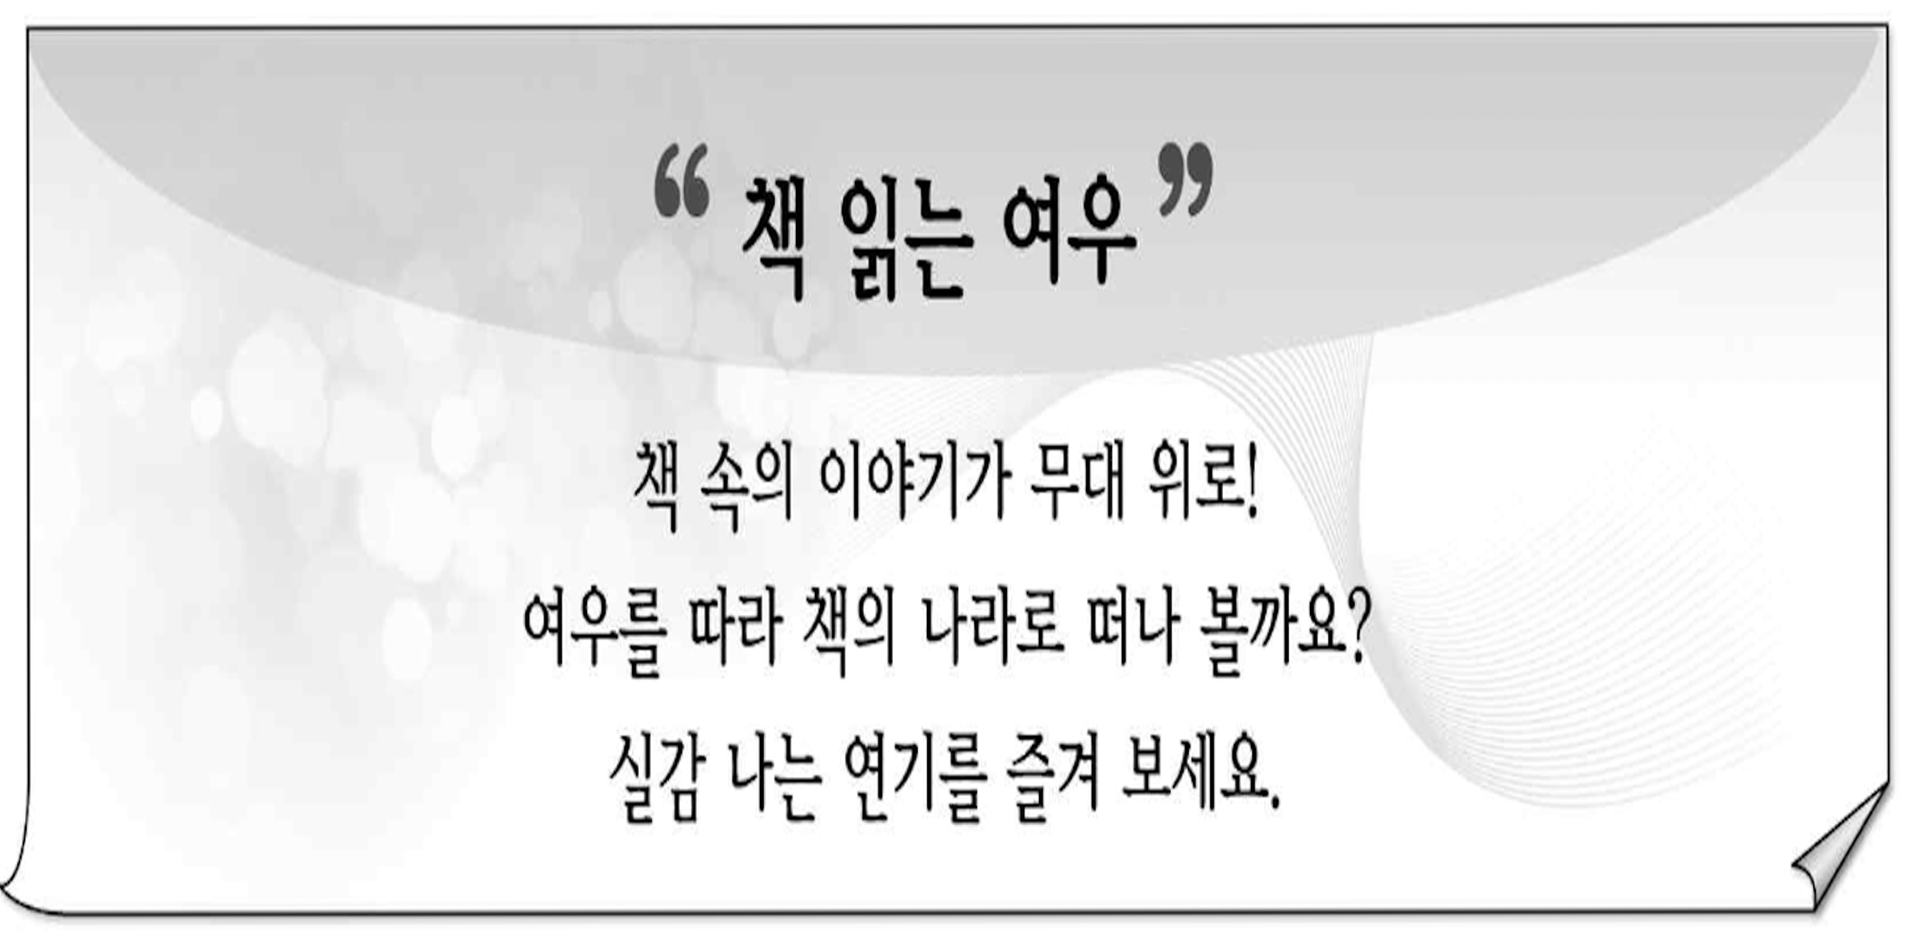 “ 책 읽는 여우 ”
책 속의 이야기가 무대 위로!
여우를 따라 책의 나라로 떠나 볼까요?
실감 나는 연기를 즐겨 보세요.